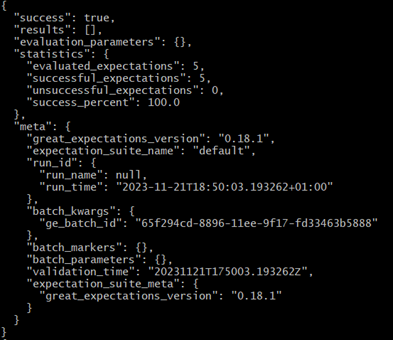 {
  "success": true,
  "results": [],
  "evaluation_parameters": {},
  "statistics": {
    "evaluated_expectations": 5,
    "successful_expectations": 5,
    "unsuccessful_expectations": 0,
    "success_percent": 100.0
  },
  "meta": {
    "great_expectations_version": "0.18.1",
    "expectation_suite_name": "default",
    "run_id": {
      "run_name": null,
      "run_time": "2023-11-21T18:50:03.193262+01:00"
    },
    "batch_kwargs": {
      "ge_batch_id": "65f294cd-8896-11ee-9f17-fd33463b5888"
    },
    "batch_markers": {},
    "batch_parameters": {},
    "validation_time": "20231121T175003.193262Z",
    "expectation_suite_meta": {
      "great_expectations_version": "0.18.1"
    }
  }
}